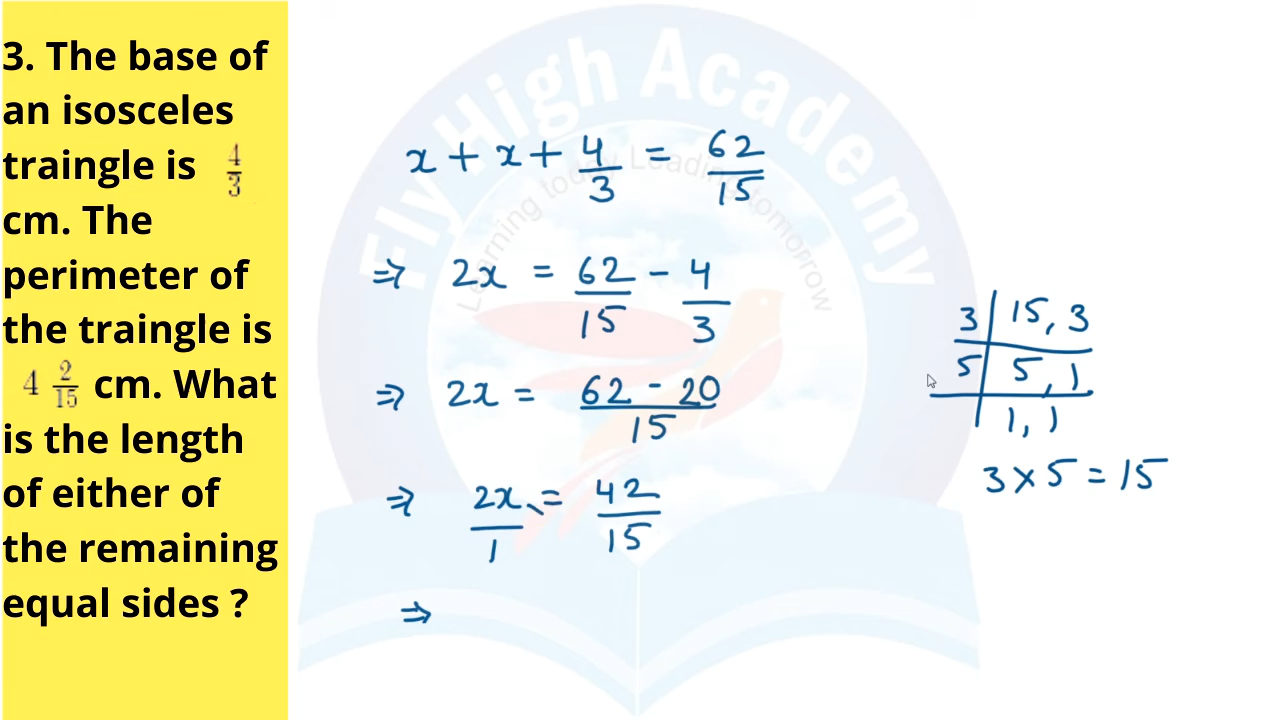 3. The base of
an isosceles
traingle is 4/3
cm. The
perimeter of
the traingle is
4 2/15 cm. What
is the length
of either of
the remaining
equal sides ?
Fly High Academy
Learning today Leading tomorrow
x + x + 4/3 = 62/15
⇒ 2x = 62/15 - 4/3
⇒ 2x = 62 - 20/15
⇒ 2x/1 = 42/15
⇒
3 | 15, 3
5 | 5, 1
| 1, 1
3 × 5 = 15